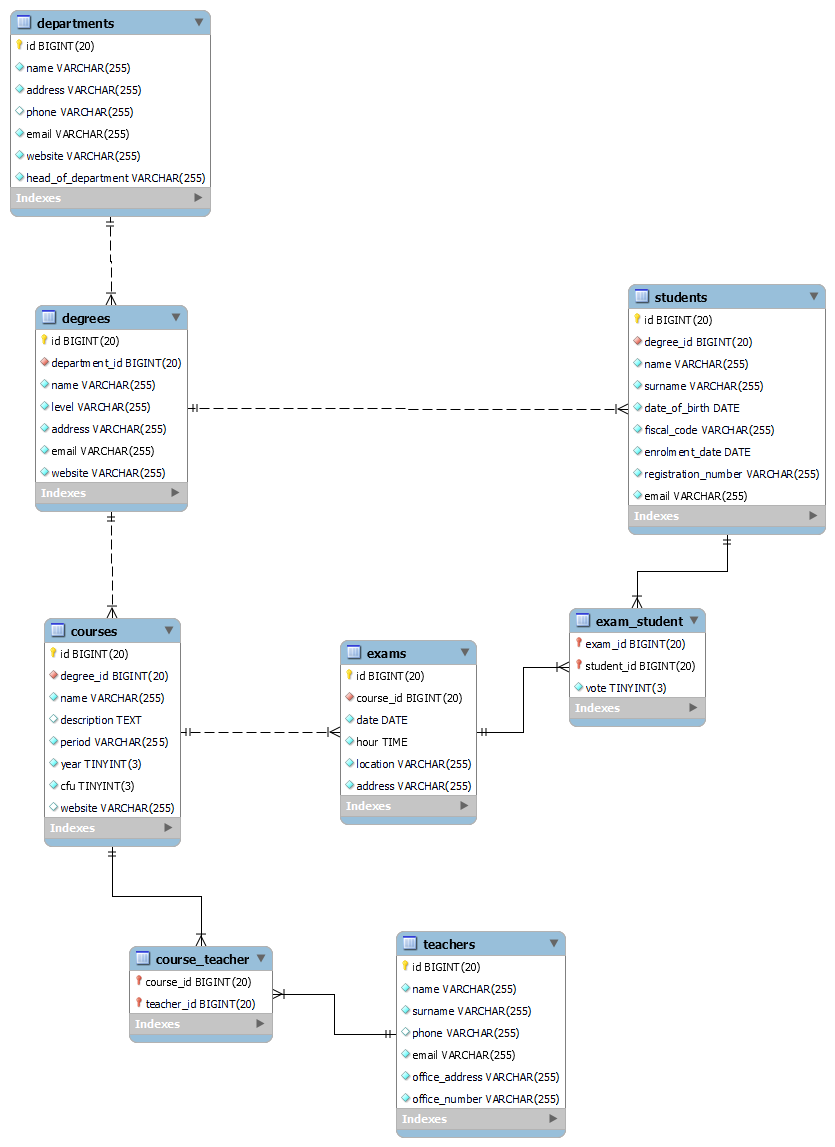 departments
id BIGINT(20)
name VARCHAR(255)
address VARCHAR(255)
phone VARCHAR(255)
email VARCHAR(255)
website VARCHAR(255)
head_of_department VARCHAR(255)
Indexes
degrees
id BIGINT(20)
department_id BIGINT(20)
name VARCHAR(255)
level VARCHAR(255)
address VARCHAR(255)
email VARCHAR(255)
website VARCHAR(255)
Indexes
students
id BIGINT(20)
degree_id BIGINT(20)
name VARCHAR(255)
surname VARCHAR(255)
date_of_birth DATE
fiscal_code VARCHAR(255)
enrolment_date DATE
registration_number VARCHAR(255)
email VARCHAR(255)
Indexes
courses
id BIGINT(20)
degree_id BIGINT(20)
name VARCHAR(255)
description TEXT
period VARCHAR(255)
year TINYINT(3)
cfu TINYINT(3)
website VARCHAR(255)
Indexes
exams
id BIGINT(20)
course_id BIGINT(20)
date DATE
hour TIME
location VARCHAR(255)
address VARCHAR(255)
Indexes
exam_student
exam_id BIGINT(20)
student_id BIGINT(20)
vote TINYINT(3)
Indexes
course_teacher
course_id BIGINT(20)
teacher_id BIGINT(20)
Indexes
teachers
id BIGINT(20)
name VARCHAR(255)
surname VARCHAR(255)
phone VARCHAR(255)
email VARCHAR(255)
office_address VARCHAR(255)
office_number VARCHAR(255)
Indexes